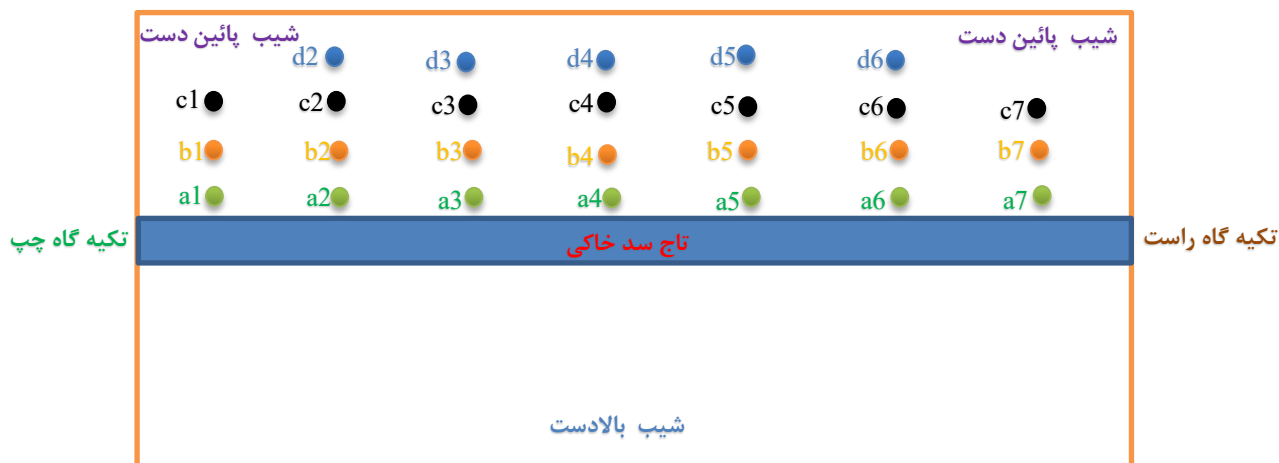 شیب پائین دست
شیب پائین دست
d2 d3 d4 d5 d6
c1 c2 c3 c4 c5 c6 c7
b1 b2 b3 b4 b5 b6 b7
a1 a2 a3 a4 a5 a6 a7
تکیه گاه راست
تاج سد خاکی
تکیه گاه چپ
شیب بالادست